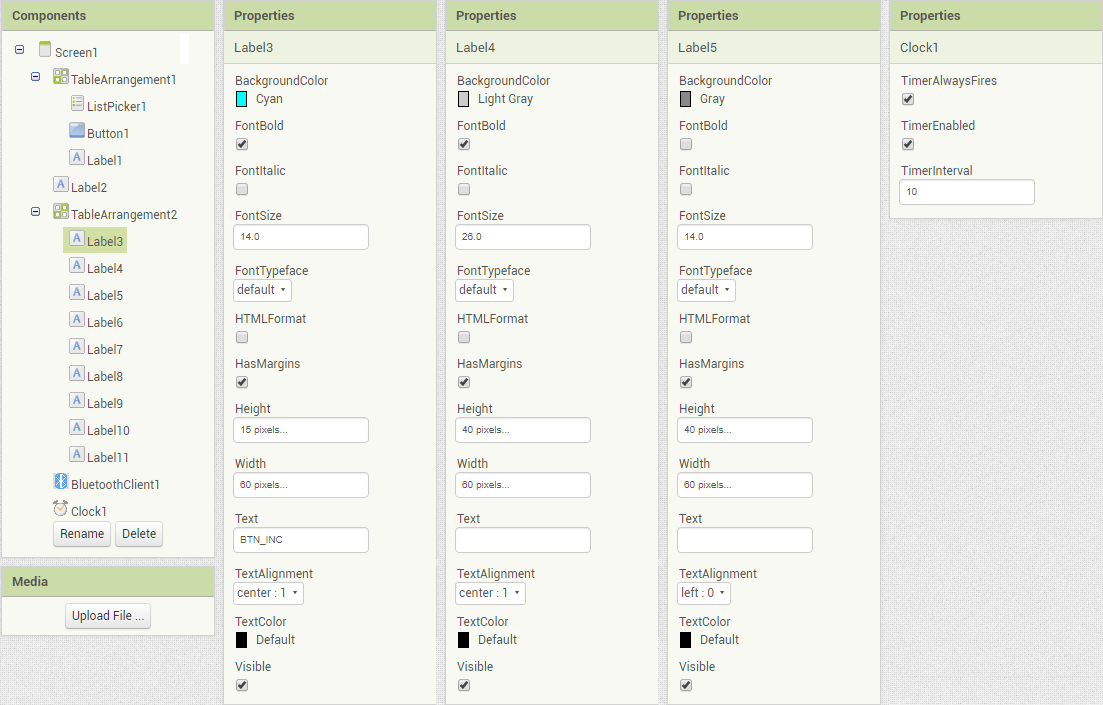 Components
Screen1
TableArrangement1
ListPicker1
Button1
Label1
Label2
TableArrangement2
Label3
Label4
Label5
Label6
Label7
Label8
Label9
Label10
Label11
BluetoothClient1
Clock1
Rename Delete
Media
Upload File ...
Properties
Label3
BackgroundColor
Cyan
FontBold
FontItalic
FontSize
14.0
FontTypeface
default
HTMLFormat
HasMargins
Height
15 pixels...
Width
60 pixels...
Text
BTN_INC
TextAlignment
center : 1
TextColor
Default
Visible
Properties
Label4
BackgroundColor
Light Gray
FontBold
FontItalic
FontSize
26.0
FontTypeface
default
HTMLFormat
HasMargins
Height
40 pixels...
Width
60 pixels...
Text
TextAlignment
center : 1
TextColor
Default
Visible
Properties
Label5
BackgroundColor
Gray
FontBold
FontItalic
FontSize
14.0
FontTypeface
default
HTMLFormat
HasMargins
Height
40 pixels...
Width
60 pixels...
Text
TextAlignment
left : 0
TextColor
Default
Visible
Properties
Clock1
TimerAlwaysFires
TimerEnabled
TimerInterval
10